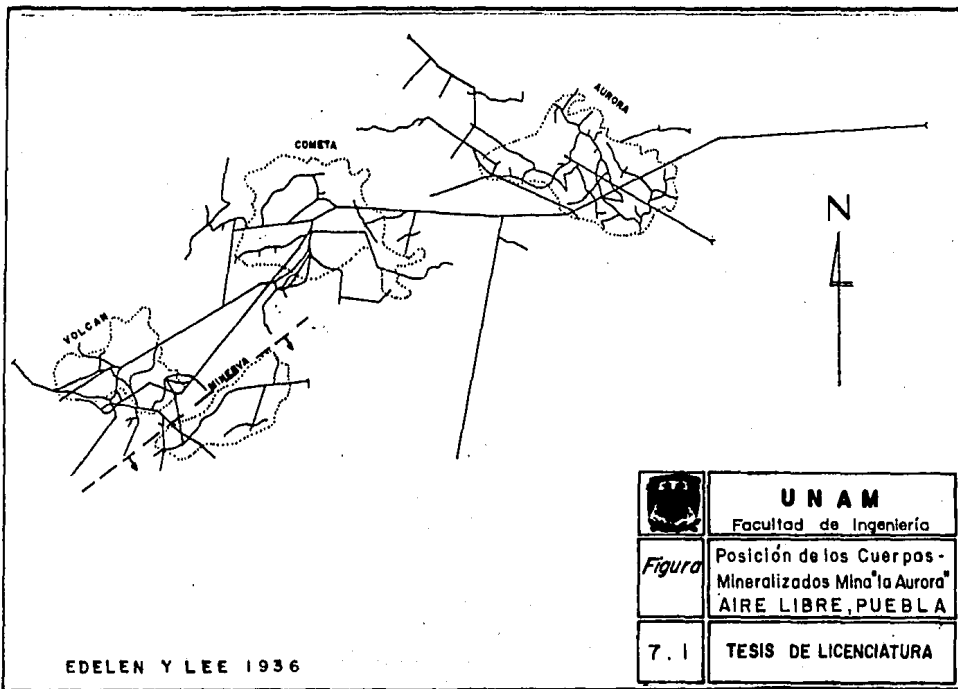 AURORA
COMETA
N
VOLCAN
MINERVA
UNAM
Facultad de Ingeniería
Figura
Posición de los Cuerpos -
Mineralizados Mina "la Aurora"
AIRE LIBRE, PUEBLA
7.1
TESIS DE LICENCIATURA
EDELEN Y LEE 1936